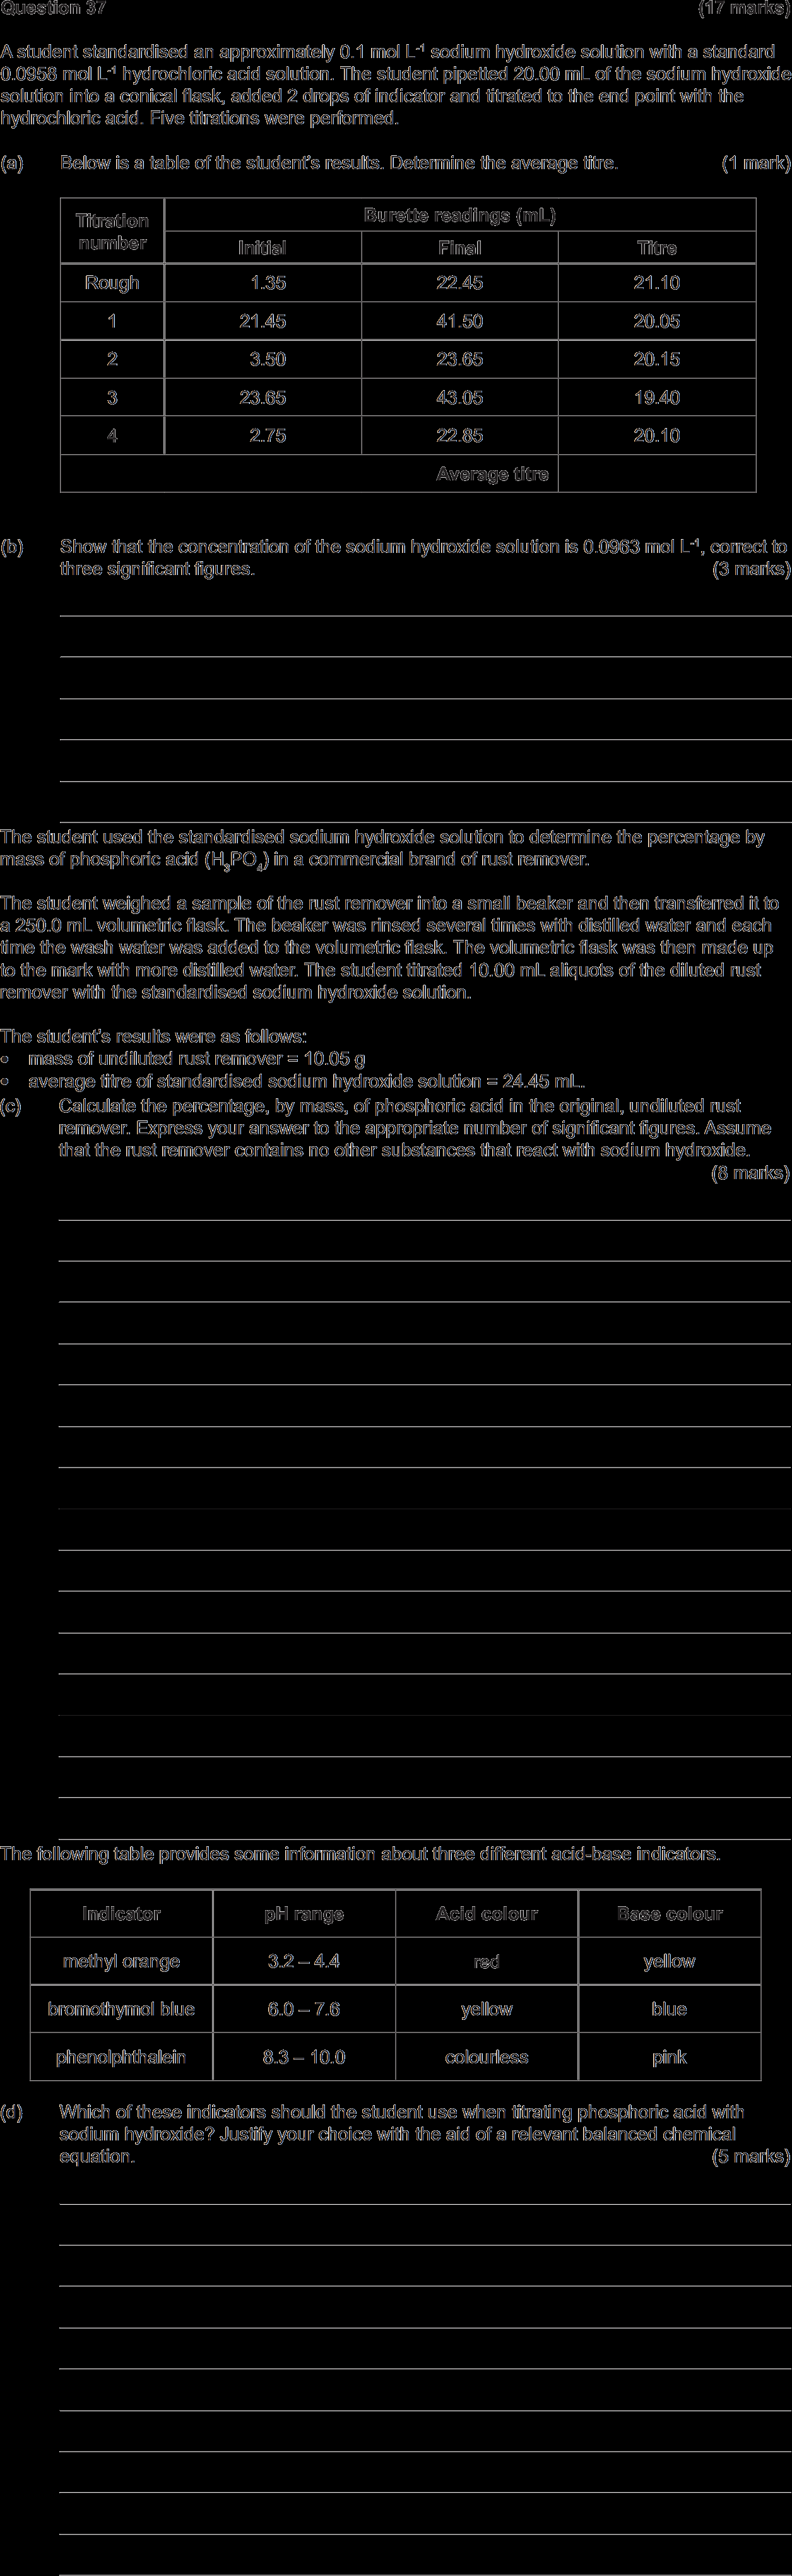 Question 37 (17 marks)
A student standardised an approximately 0.1 mol L⁻¹ sodium hydroxide solution with a standard
0.0958 mol L⁻¹ hydrochloric acid solution. The student pipetted 20.00 mL of the sodium hydroxide
solution into a conical flask, added 2 drops of indicator and titrated to the end point with the
hydrochloric acid. Five titrations were performed.
(a) Below is a table of the student's results. Determine the average titre. (1 mark)
Titration number Burette readings (mL)
Initial Final Titre
Rough 1.35 22.45 21.10
1 21.45 41.50 20.05
2 3.50 23.65 20.15
3 23.65 43.05 19.40
4 2.75 22.85 20.10
Average titre
(b) Show that the concentration of the sodium hydroxide solution is 0.0963 mol L⁻¹, correct to
three significant figures. (3 marks)
The student used the standardised sodium hydroxide solution to determine the percentage by
mass of phosphoric acid (H₃PO₄) in a commercial brand of rust remover.
The student weighed a sample of the rust remover into a small beaker and then transferred it to
a 250.0 mL volumetric flask. The beaker was rinsed several times with distilled water and each
time the wash water was added to the volumetric flask. The volumetric flask was then made up
to the mark with more distilled water. The student titrated 10.00 mL aliquots of the diluted rust
remover with the standardised sodium hydroxide solution.
The student's results were as follows:
• mass of undiluted rust remover = 10.05 g
• average titre of standardised sodium hydroxide solution = 24.45 mL.
(c) Calculate the percentage, by mass, of phosphoric acid in the original, undiluted rust
remover. Express your answer to the appropriate number of significant figures. Assume
that the rust remover contains no other substances that react with sodium hydroxide.
(8 marks)
The following table provides some information about three different acid-base indicators.
Indicator pH range Acid colour Base colour
methyl orange 3.2 – 4.4 red yellow
bromothymol blue 6.0 – 7.6 yellow blue
phenolphthalein 8.3 – 10.0 colourless pink
(d) Which of these indicators should the student use when titrating phosphoric acid with
sodium hydroxide? Justify your choice with the aid of a relevant balanced chemical
equation. (5 marks)